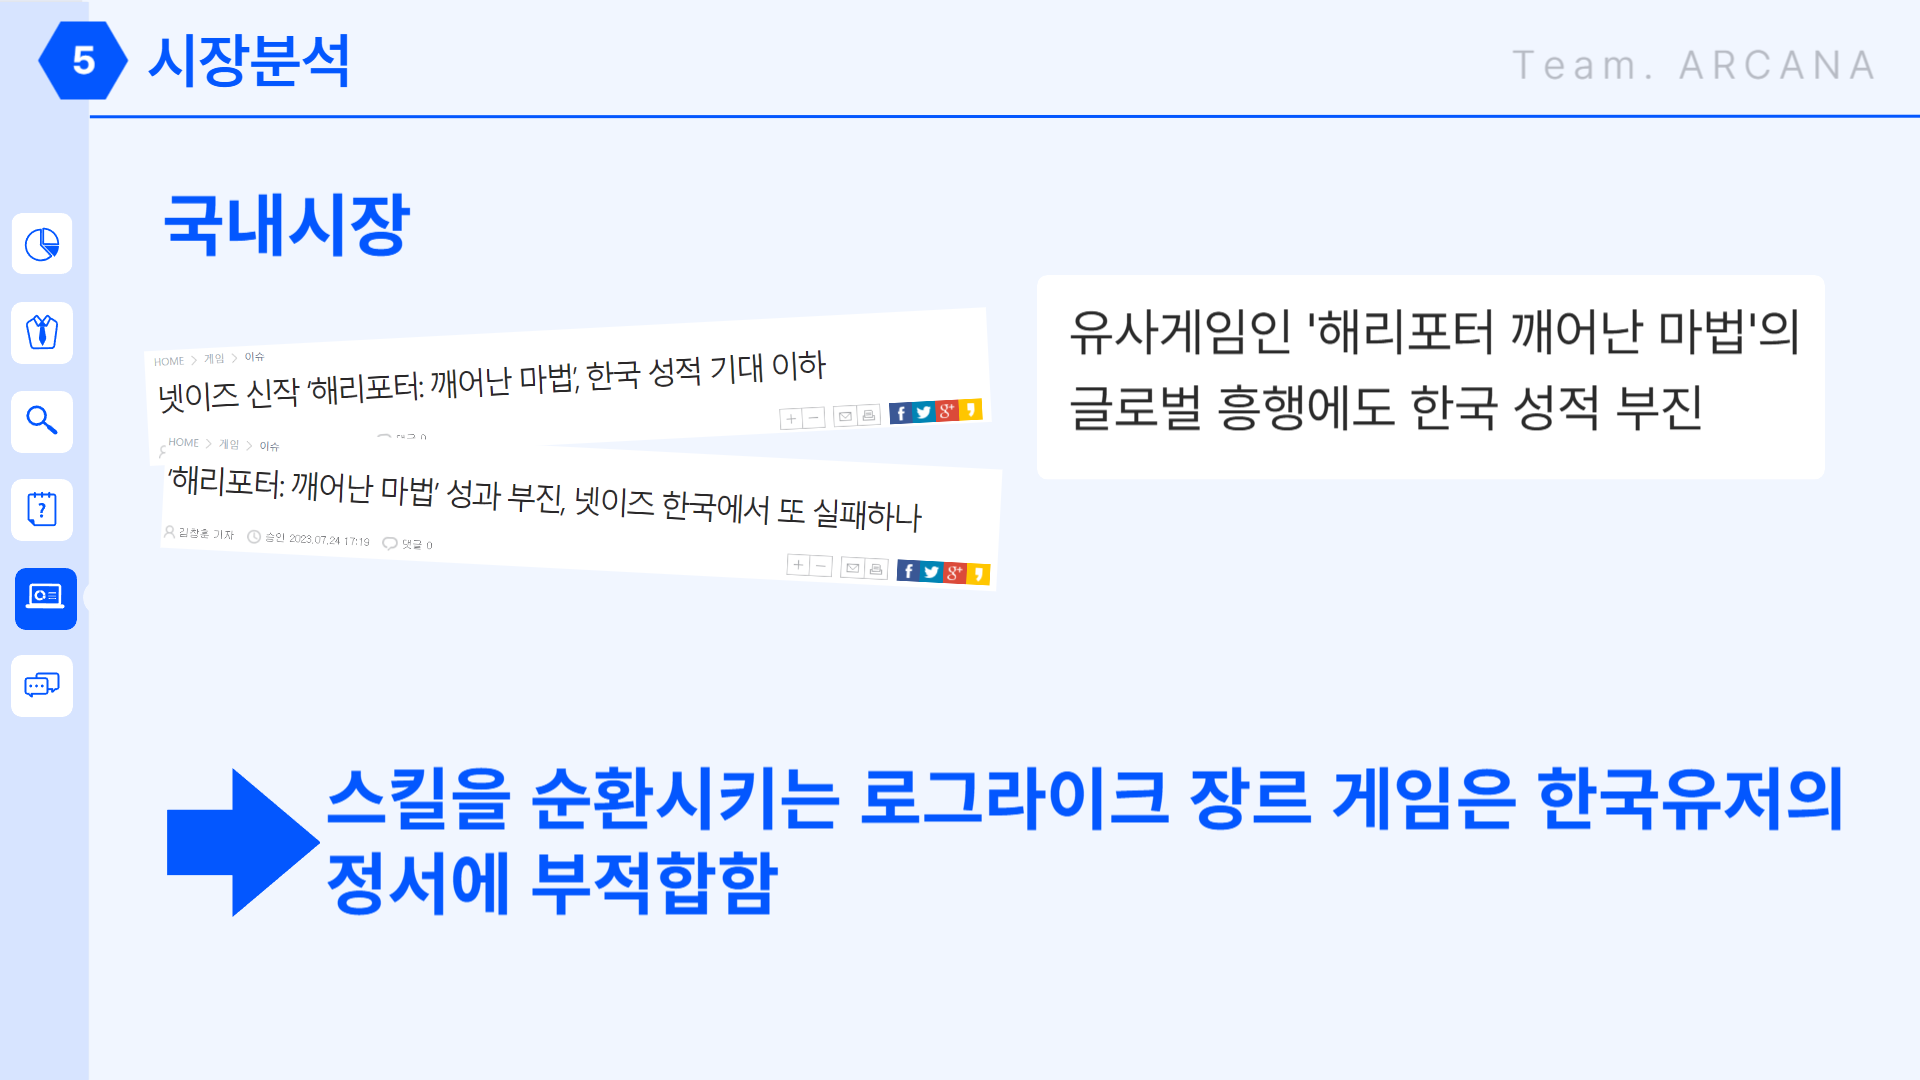 5 시장분석
Team. ARCANA
국내시장
HOME > 게임 > 이슈
넷이즈 신작 ‘해리포터: 깨어난 마법’, 한국 성적 기대 이하
댓글 0
HOME > 게임 > 이슈
‘해리포터: 깨어난 마법’ 성과 부진, 넷이즈 한국에서 또 실패하나
김창훈 기자 승인 2023.07.24 17:19 댓글 0
유사게임인 '해리포터 깨어난 마법'의
글로벌 흥행에도 한국 성적 부진
스킬을 순환시키는 로그라이크 장르 게임은 한국유저의
정서에 부적합함